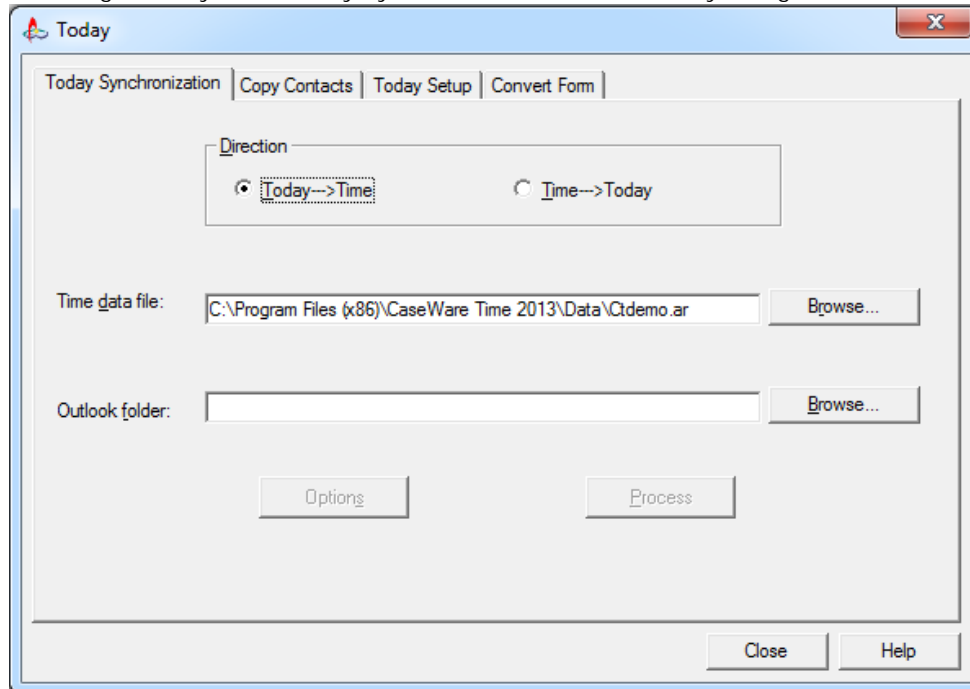 Today
Today Synchronization Copy Contacts Today Setup Convert Form
Direction
Today--->Time Time--->Today
Time data file: C:\Program Files (x86)\CaseWare Time 2013\Data\Ctdemo.ar Browse...
Outlook folder: Browse...
Options Process
Close Help